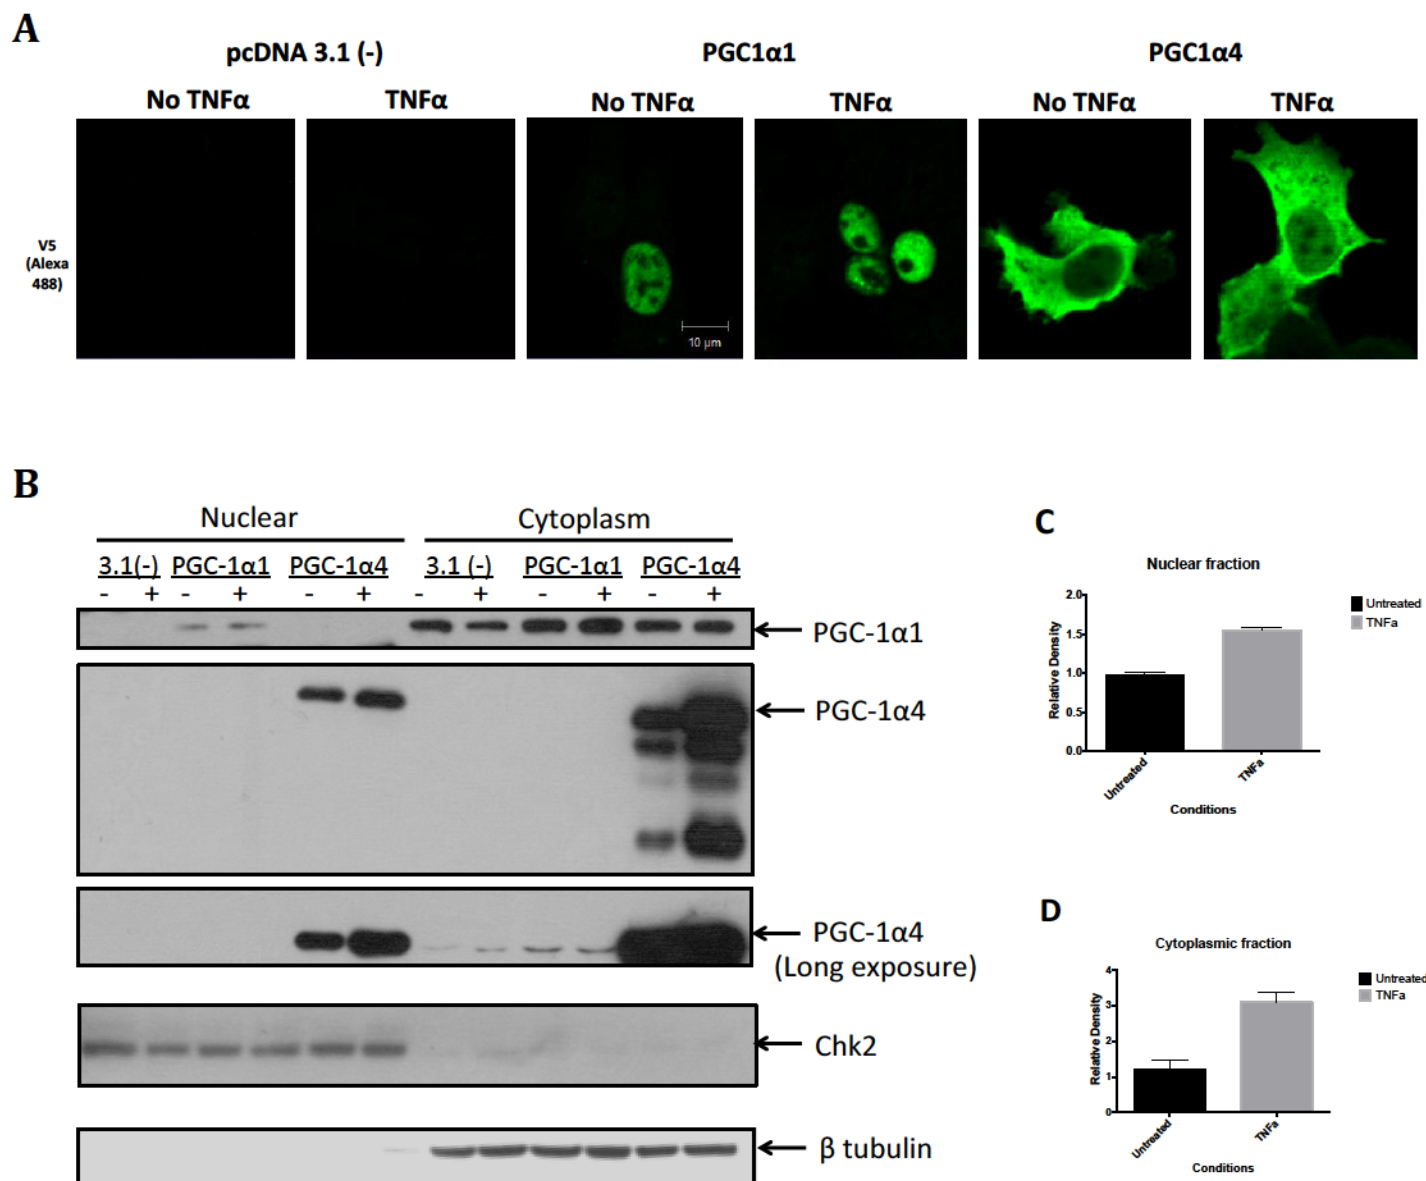 A
pcDNA 3.1 (-)
PGC1α1
PGC1α4
No TNFα
TNFα
No TNFα
TNFα
No TNFα
TNFα
V5
(Alexa
488)
10 µm
B
Nuclear
Cytoplasm
3.1(-) PGC-1α1 PGC-1α4 3.1 (-) PGC-1α1 PGC-1α4
- + - + - + - + - + - +
PGC-1α1
PGC-1α4
PGC-1α4
(Long exposure)
Chk2
β tubulin
C
Nuclear fraction
Relative Density
2.0
1.5
1.0
0.5
0.0
Untreated
TNFa
Conditions
Untreated
TNFa
D
Cytoplasmic fraction
Relative Density
4
3
2
1
0
Untreated
TNFa
Conditions
Untreated
TNFa